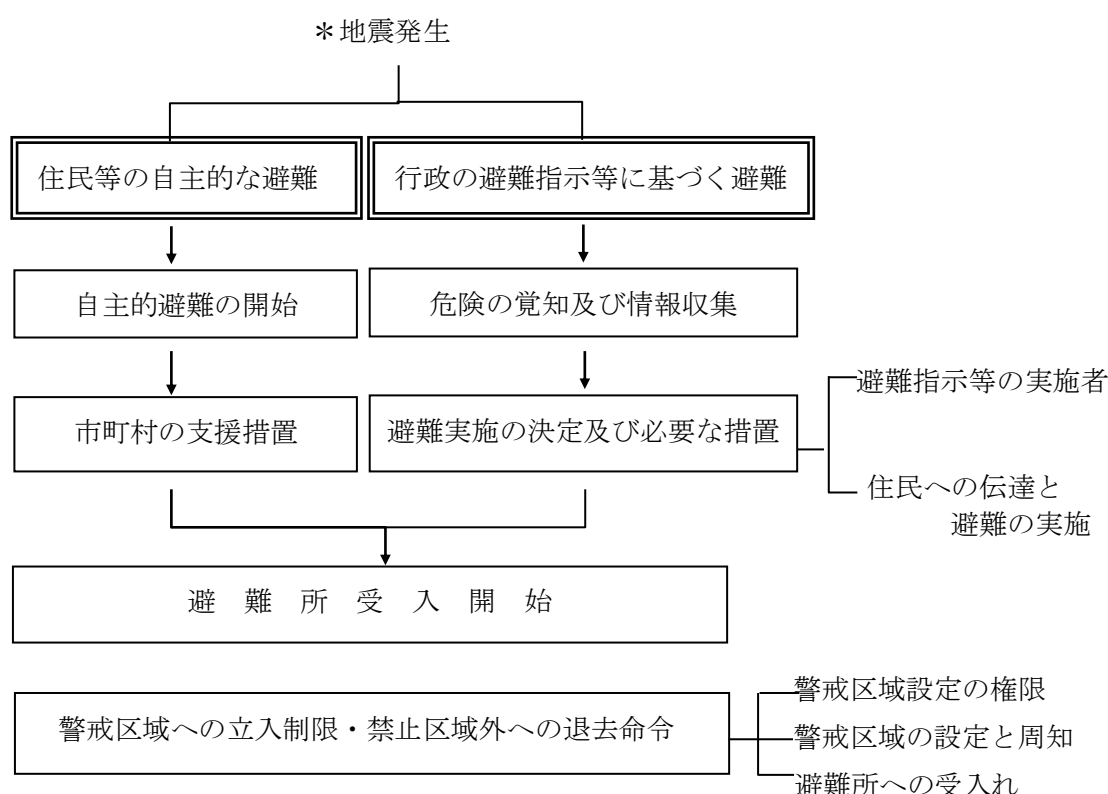 ＊地震発生
住民等の自主的な避難
行政の避難指示等に基づく避難
自主的避難の開始
危険の覚知及び情報収集
市町村の支援措置
避難実施の決定及び必要な措置
避難指示等の実施者
住民への伝達と
避難の実施
避 難 所 受 入 開 始
警戒区域への立入制限・禁止区域外への退去命令
警戒区域設定の権限
警戒区域の設定と周知
避難所への受入れ